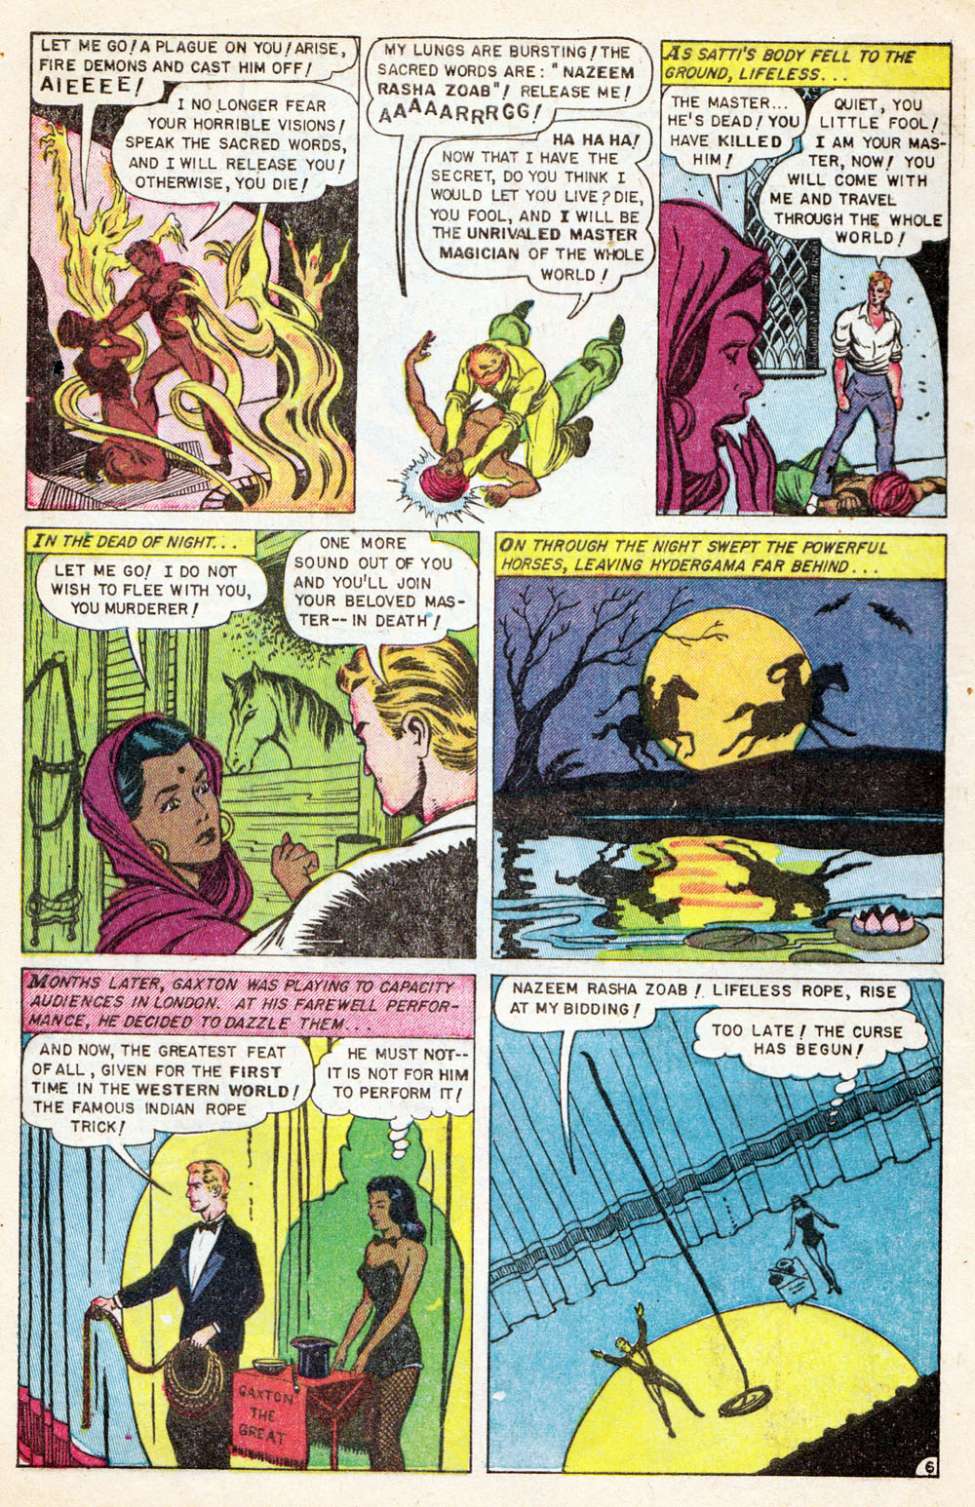 LET ME GO! A PLAGUE ON YOU! ARISE,
FIRE DEMONS AND CAST HIM OFF!
AIEEEE!
I NO LONGER FEAR
YOUR HORRIBLE VISIONS!
SPEAK THE SACRED WORDS,
AND I WILL RELEASE YOU!
OTHERWISE, YOU DIE!
MY LUNGS ARE BURSTING! THE
SACRED WORDS ARE: "NAZEEM
RASHA ZOAB"! RELEASE ME!
AAAAARRRGG!
HA HA HA!
NOW THAT I HAVE THE
SECRET, DO YOU THINK I
WOULD LET YOU LIVE? DIE,
YOU FOOL, AND I WILL BE
THE UNRIVALED MASTER
MAGICIAN OF THE WHOLE
WORLD!
AS SATTI'S BODY FELL TO THE
GROUND, LIFELESS...
THE MASTER...
HE'S DEAD! YOU
HAVE KILLED
HIM!
QUIET, YOU
LITTLE FOOL!
I AM YOUR MAS-
TER, NOW! YOU
WILL COME WITH
ME AND TRAVEL
THROUGH THE WHOLE
WORLD!
IN THE DEAD OF NIGHT...
LET ME GO! I DO NOT
WISH TO FLEE WITH YOU,
YOU MURDERER!
ONE MORE
SOUND OUT OF YOU
AND YOU'LL JOIN
YOUR BELOVED MAS-
TER-- IN DEATH!
ON THROUGH THE NIGHT SWEPT THE POWERFUL
HORSES, LEAVING HYDERGAMA FAR BEHIND...
MONTHS LATER, GAXTON WAS PLAYING TO CAPACITY
AUDIENCES IN LONDON. AT HIS FAREWELL PERFOR-
MANCE, HE DECIDED TO DAZZLE THEM...
AND NOW, THE GREATEST FEAT
OF ALL, GIVEN FOR THE FIRST
TIME IN THE WESTERN WORLD!
THE FAMOUS INDIAN ROPE
TRICK!
HE MUST NOT--
IT IS NOT FOR HIM
TO PERFORM IT!
GAXTON
THE
GREAT
NAZEEM RASHA ZOAB! LIFELESS ROPE, RISE
AT MY BIDDING!
TOO LATE! THE CURSE
HAS BEGUN!
6